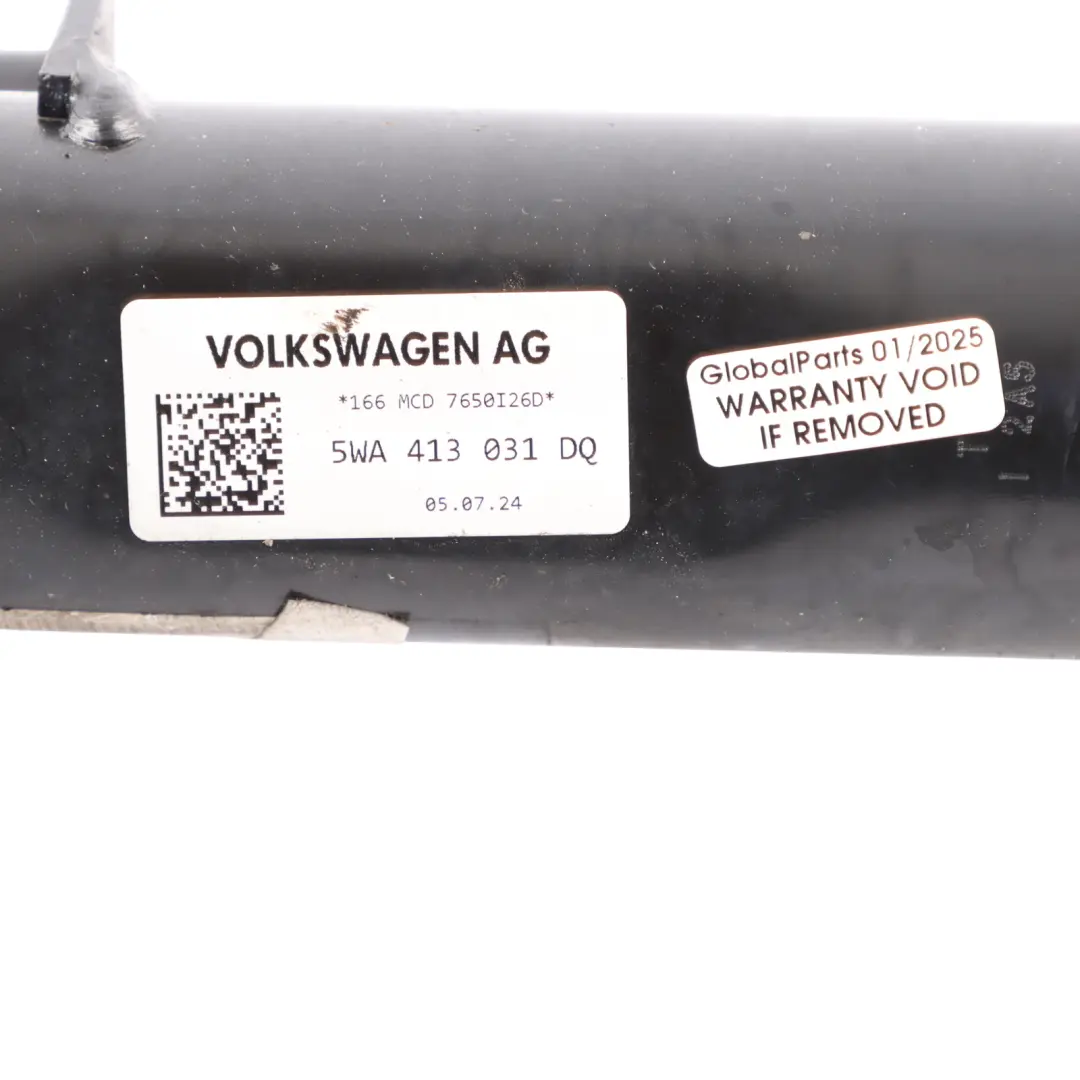 VOLKSWAGEN AG
*166 MCD 7650I26D*
5WA 413 031 DQ
05.07.24
GlobalParts 01/2025
WARRANTY VOID
IF REMOVED